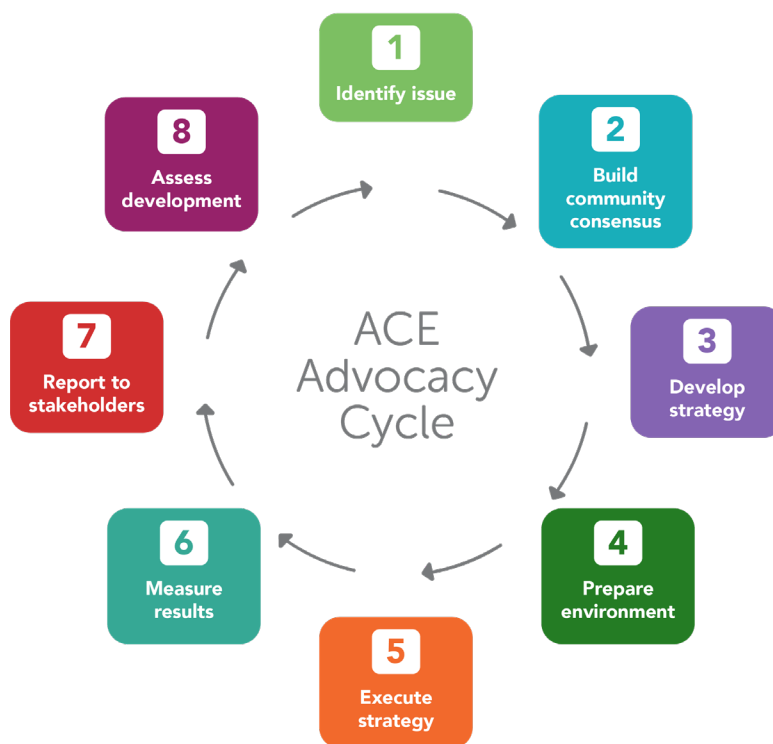 1
Identify issue
2
Build
community
consensus
3
Develop
strategy
4
Prepare
environment
5
Execute
strategy
6
Measure
results
7
Report to
stakeholders
8
Assess
development
ACE
Advocacy
Cycle